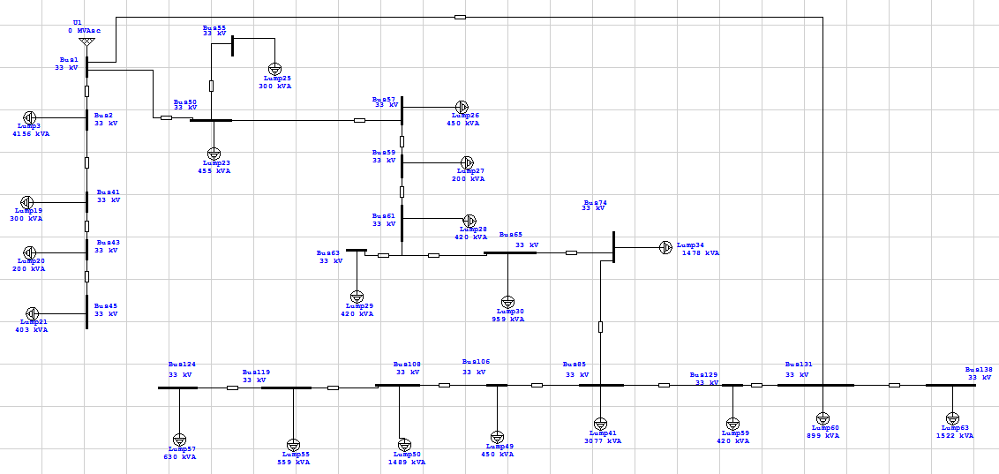 U1
0 MVAsc
Bus1
33 kV
Bus55
33 kV
Lump25
300 kVA
Bus2
33 kV
Lump3
4156 kVA
Bus50
33 kV
Lump23
455 kVA
Bus57
33 kV
Lump26
450 kVA
Bus59
33 kV
Lump27
200 kVA
Bus41
33 kV
Lump19
300 kVA
Bus61
33 kV
Lump28
420 kVA
Bus74
33 kV
Bus43
33 kV
Lump20
200 kVA
Bus63
33 kV
Bus65
33 kV
Lump34
1478 kVA
Bus45
33 kV
Lump21
403 kVA
Lump29
420 kVA
Lump30
959 kVA
Bus124
33 kV
Bus119
33 kV
Bus108
33 kV
Bus106
33 kV
Bus85
33 kV
Bus129
33 kV
Bus131
33 kV
Bus138
33 kV
Lump57
630 kVA
Lump55
559 kVA
Lump50
1489 kVA
Lump49
450 kVA
Lump41
3077 kVA
Lump59
420 kVA
Lump60
899 kVA
Lump63
1522 kVA